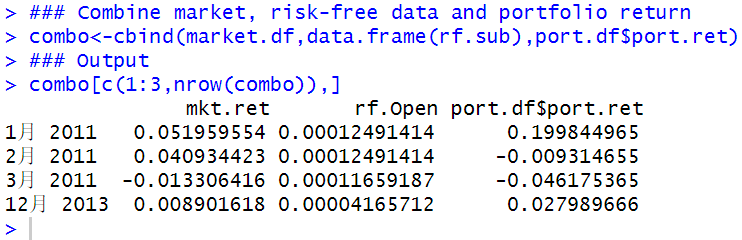 > ### Combine market, risk-free data and portfolio return
> combo<-cbind(market.df,data.frame(rf.sub),port.df$port.ret)
> ### Output
> combo[c(1:3,nrow(combo)),]
mkt.ret rf.Open port.df$port.ret
1月 2011 0.051959554 0.00012491414 0.199844965
2月 2011 0.040934423 0.00012491414 -0.009314655
3月 2011 -0.013306416 0.00011659187 -0.046175365
12月 2013 0.008901618 0.00004165712 0.027989666
>